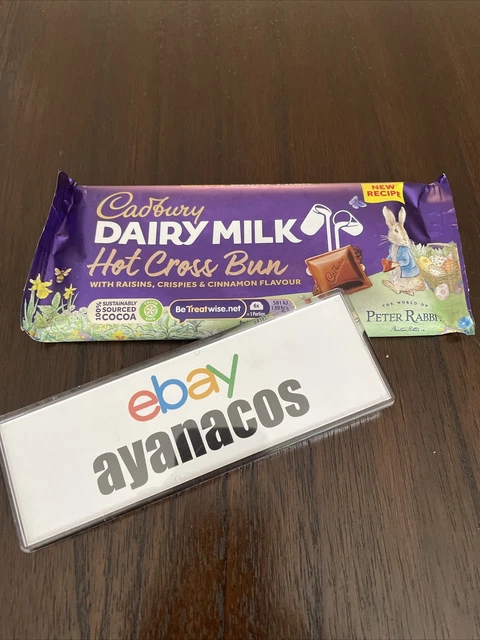 NEW
RECIPE
Cadbury
DAIRY MILK
Hot Cross Bun
WITH RAISINS, CRISPIES & CINNAMON FLAVOUR
100% SUSTAINABLY
SOURCED
COCOA
BeTreatwise.net
THE WORLD OF
PETER RABBI
ebay
ayanacos